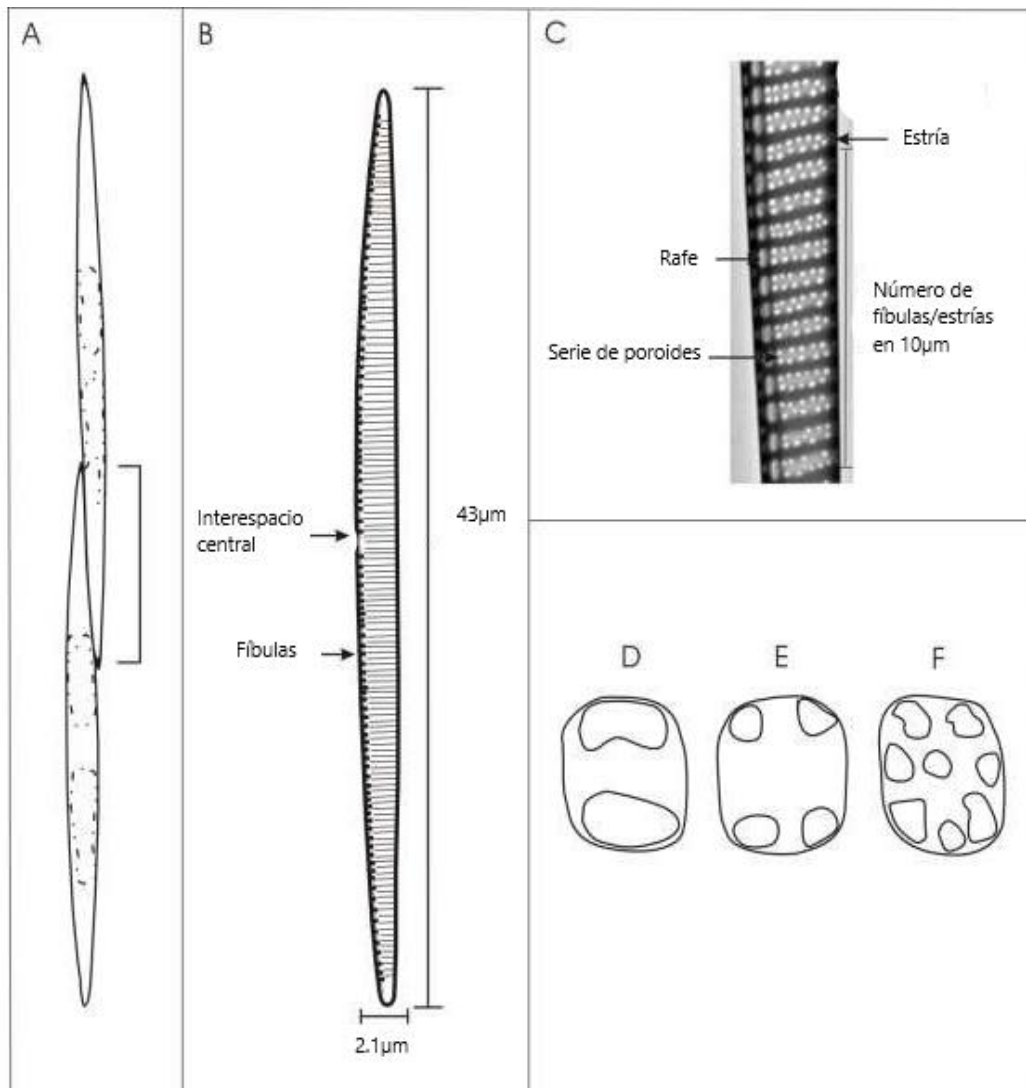 A
B
Interespacio
central
Fíbulas
43µm
2.1µm
C
Estría
Rafe
Número de
fíbulas/estrías
en 10µm
Serie de poroides
D
E
F